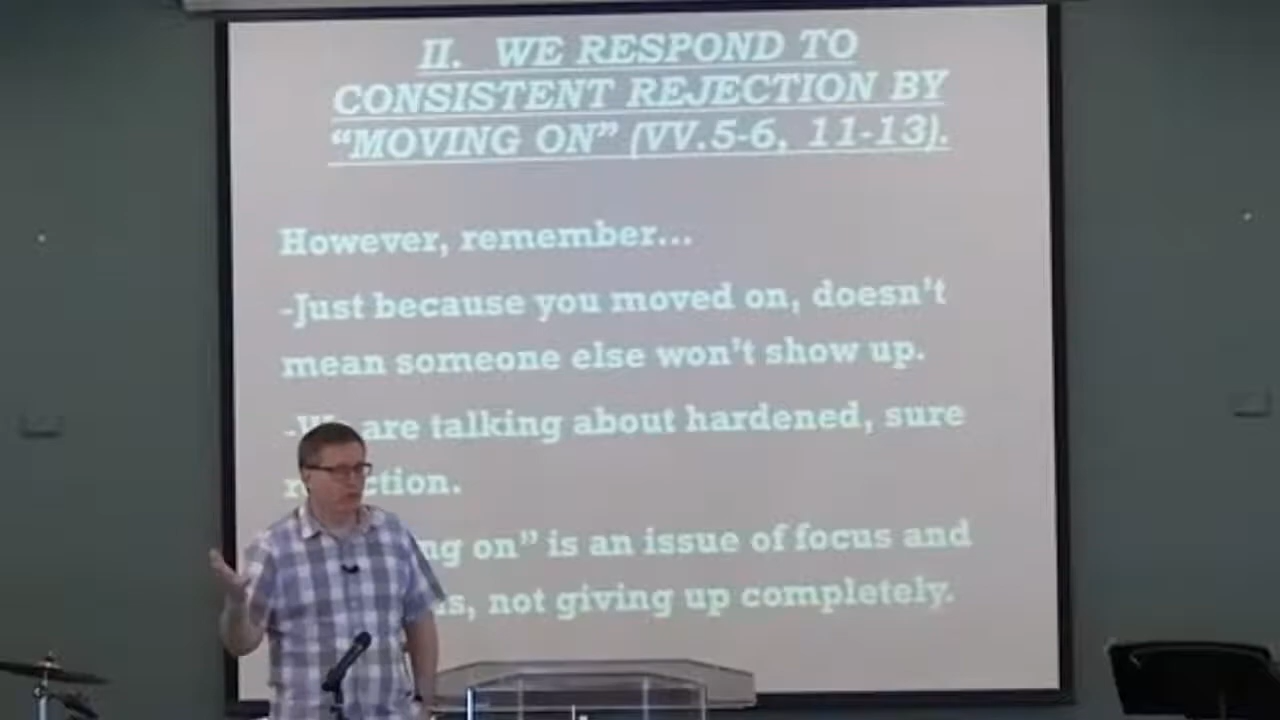 II. WE RESPOND TO
CONSISTENT REJECTION BY
“MOVING ON” (VV.5-6, 11-13).
However, remember...
-Just because you moved on, doesn’t
mean someone else won’t show up.
-We are talking about hardened, sure
on” is an issue of focus and
not giving up completely.